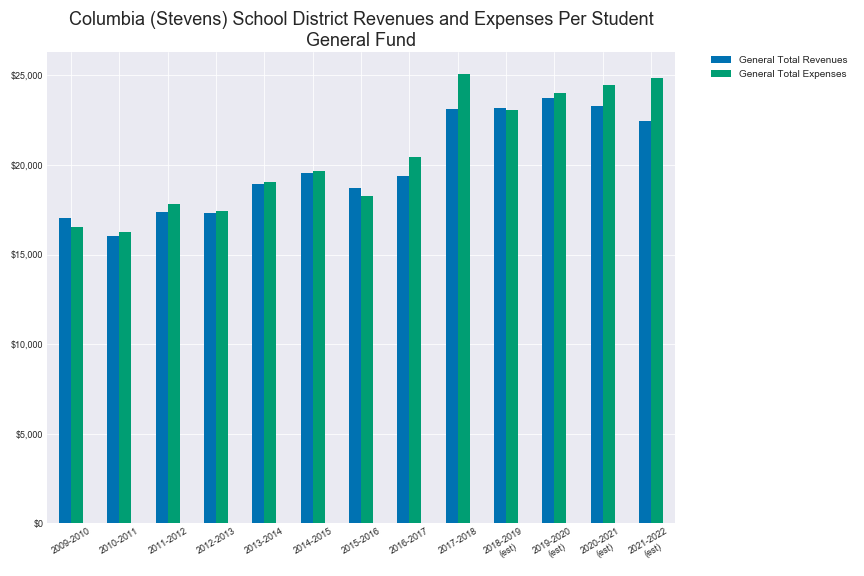 Columbia (Stevens) School District Revenues and Expenses Per Student
General Fund
General Total Revenues
General Total Expenses
$25,000
$20,000
$15,000
$10,000
$5,000
$0
2009-2010
2010-2011
2011-2012
2012-2013
2013-2014
2014-2015
2015-2016
2016-2017
2017-2018
2018-2019
(est)
2019-2020
(est)
2020-2021
(est)
2021-2022
(est)